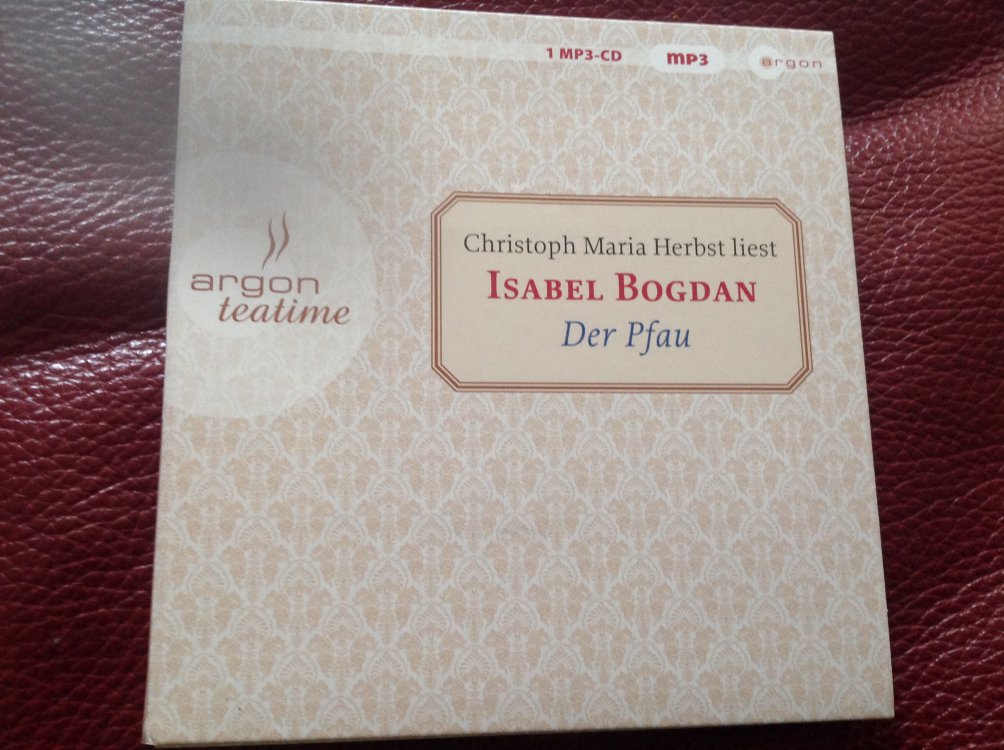 1 MP3-CD mp3 argon
argon
teatime
Christoph Maria Herbst liest
ISABEL BOGDAN
Der Pfau